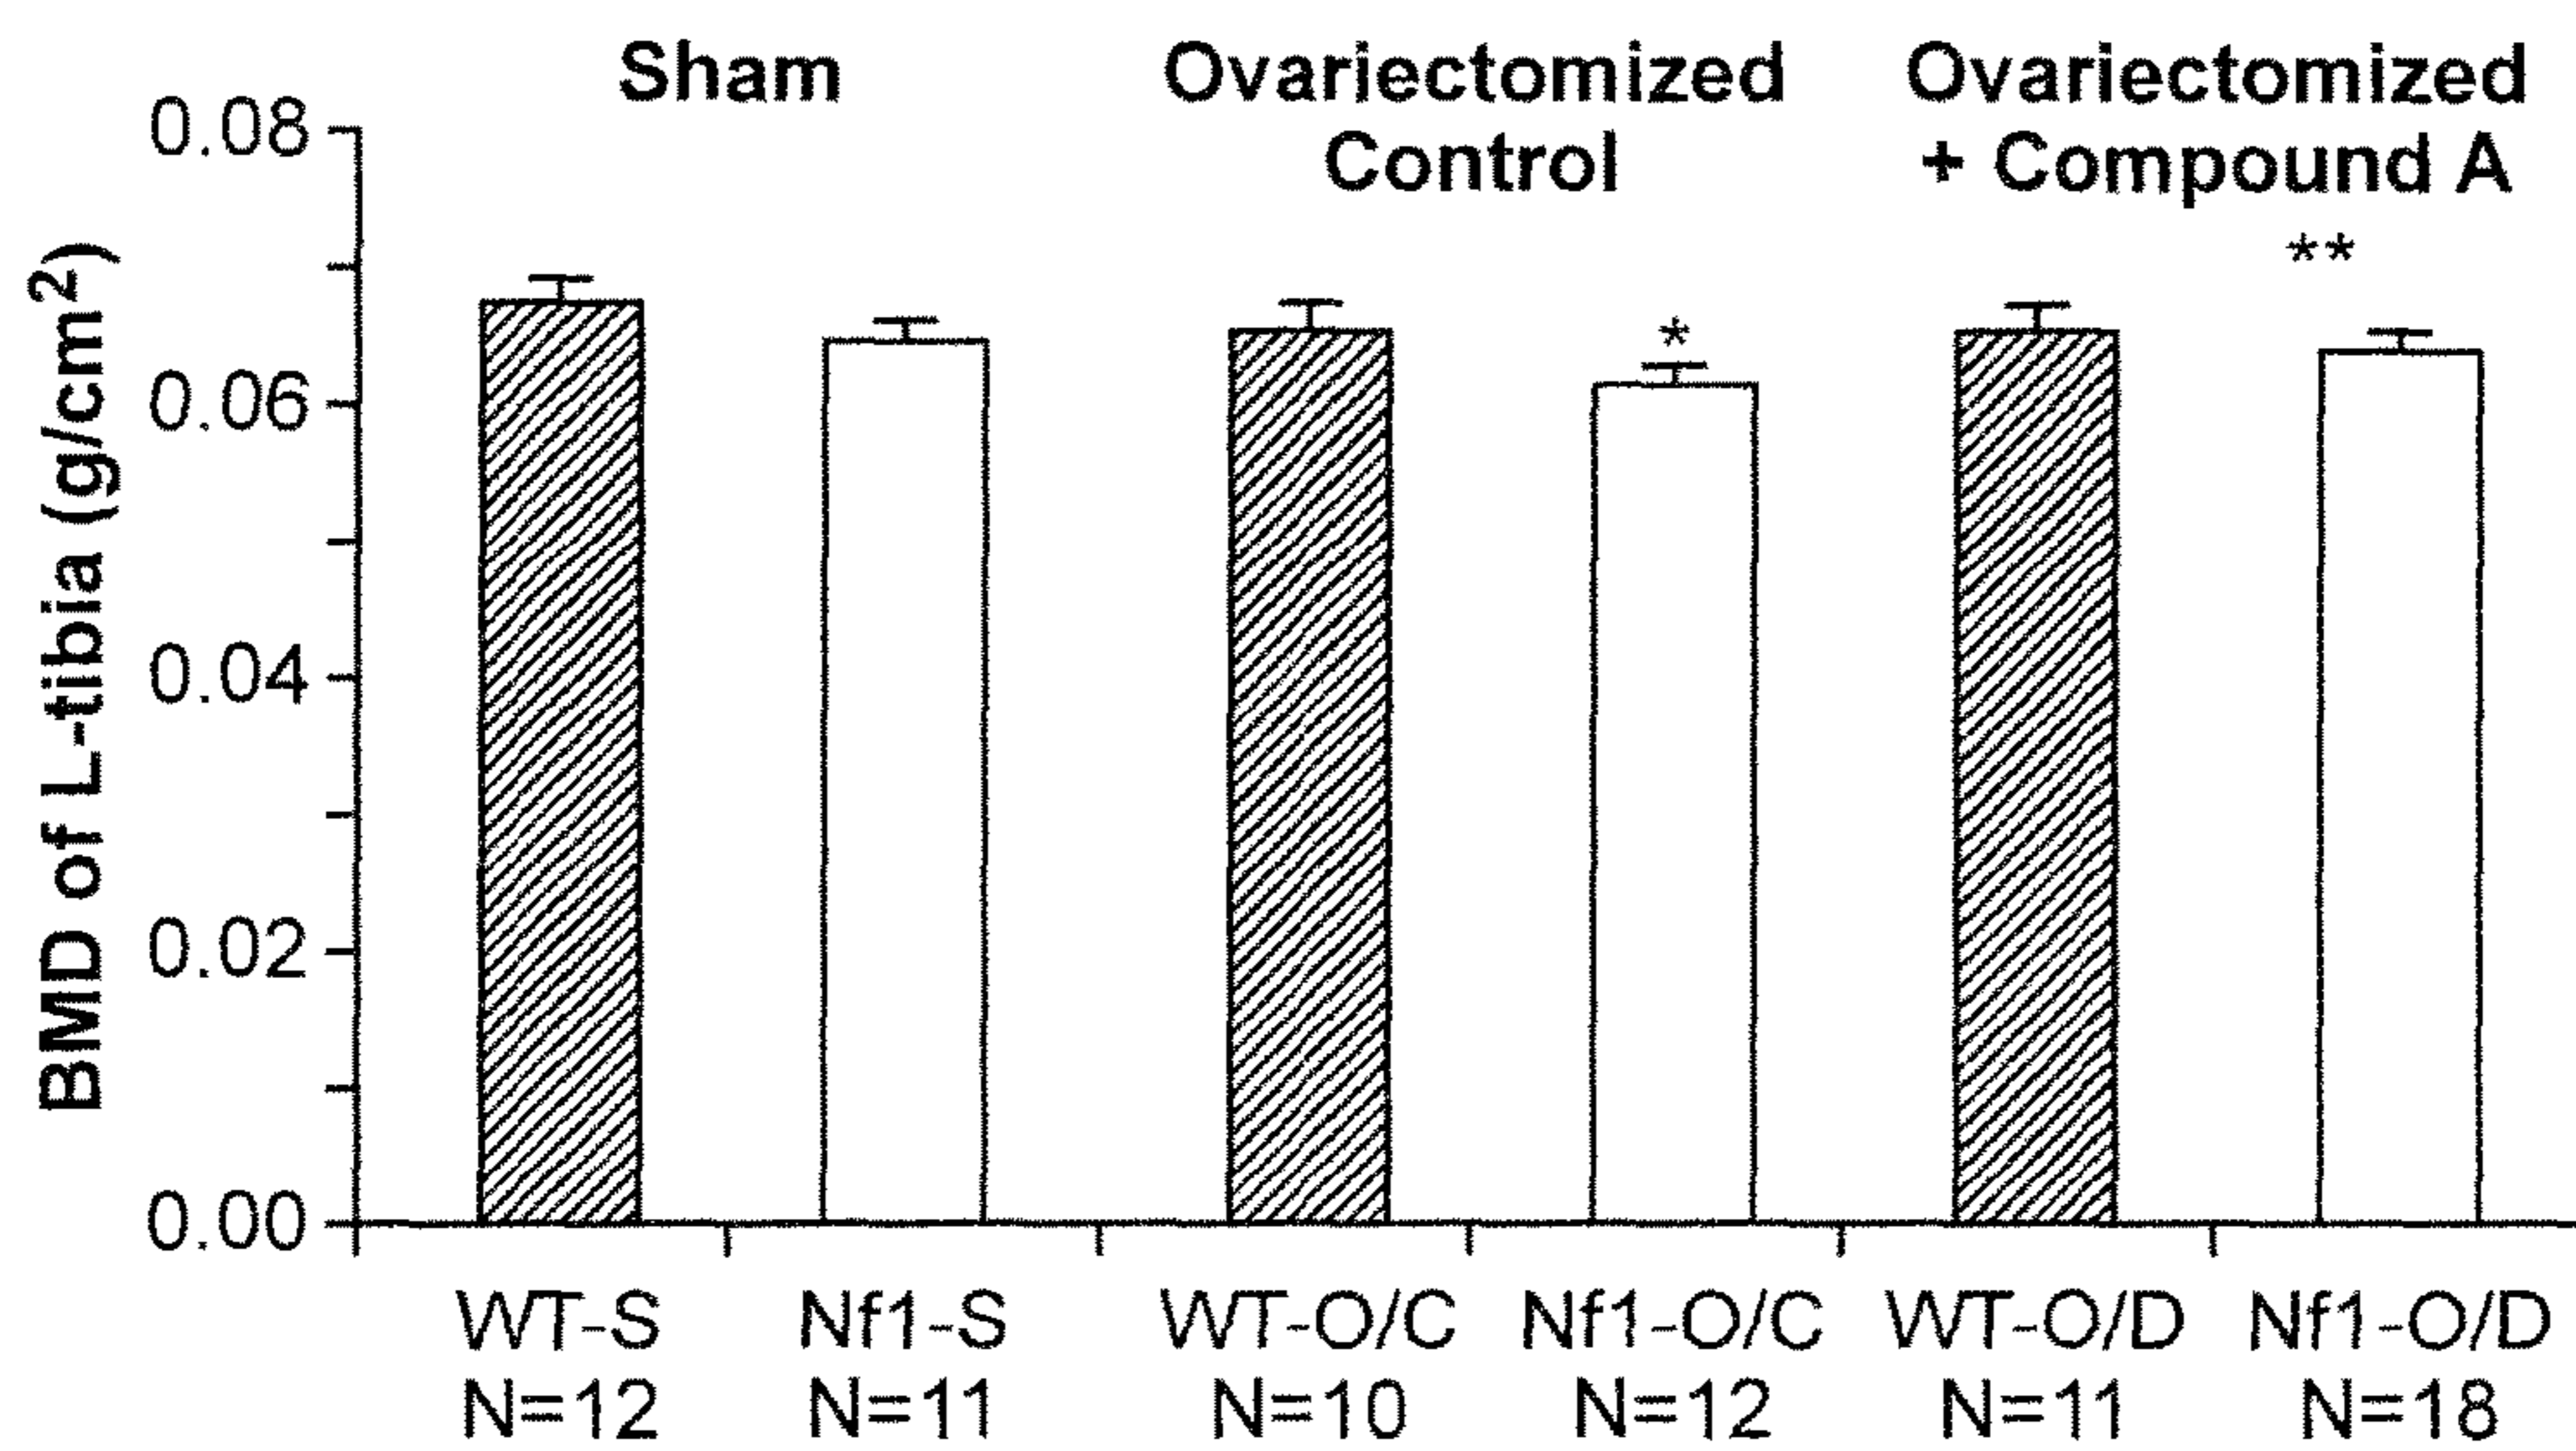 Sham
Ovariectomized
Control
Ovariectomized
+ Compound A
BMD of L-tibia (g/cm²)
0.08
0.06
0.04
0.02
0.00
*
**
WT-S
N=12
Nf1-S
N=11
WT-O/C
N=10
Nf1-O/C
N=12
WT-O/D
N=11
Nf1-O/D
N=18